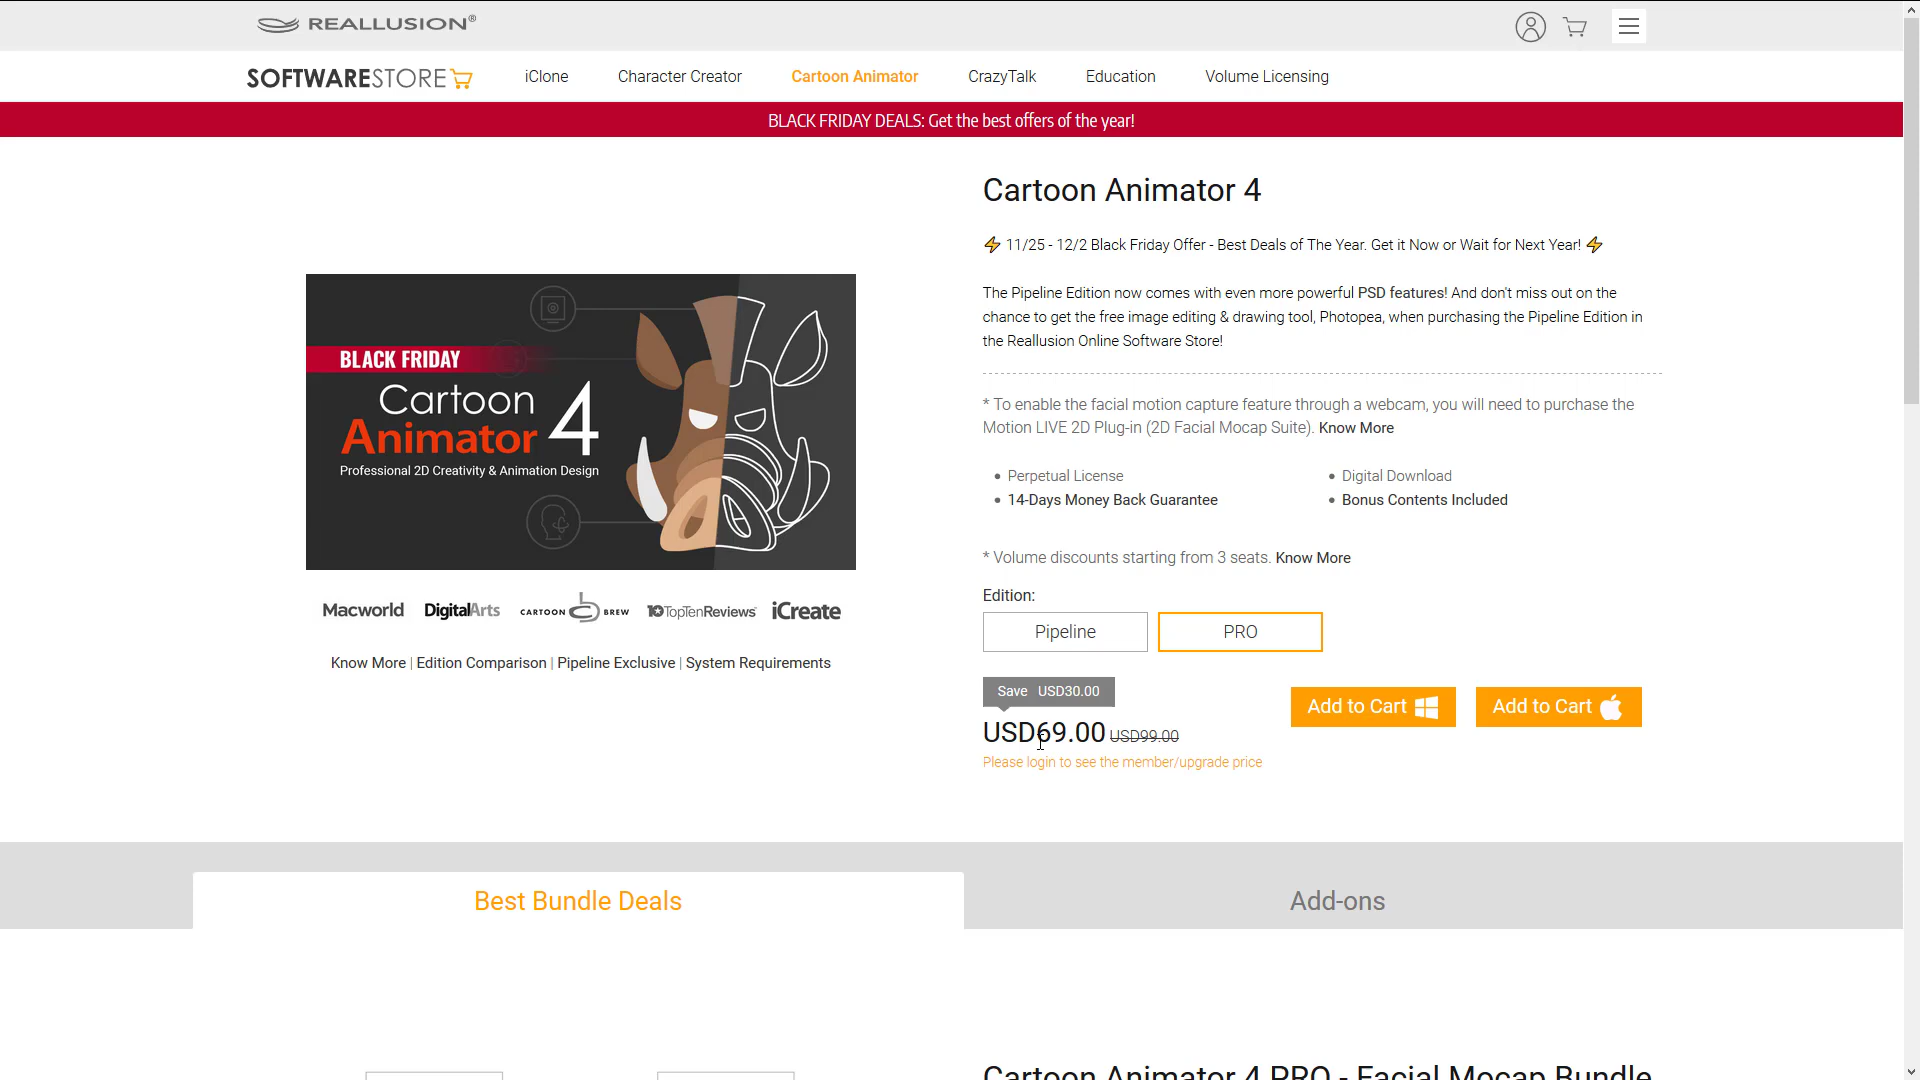 REALLUSION®
SOFTWARESTORE
iClone
Character Creator
Cartoon Animator
CrazyTalk
Education
Volume Licensing
BLACK FRIDAY DEALS: Get the best offers of the year!
BLACK FRIDAY
Cartoon
Animator 4
Professional 2D Creativity & Animation Design
Macworld
DigitalArts
CARTOON BREW
10TopTenReviews
iCreate
Know More | Edition Comparison | Pipeline Exclusive | System Requirements
Cartoon Animator 4
⚡ 11/25 - 12/2 Black Friday Offer - Best Deals of The Year. Get it Now or Wait for Next Year! ⚡
The Pipeline Edition now comes with even more powerful PSD features! And don't miss out on the
chance to get the free image editing & drawing tool, Photopea, when purchasing the Pipeline Edition in
the Reallusion Online Software Store!
* To enable the facial motion capture feature through a webcam, you will need to purchase the
Motion LIVE 2D Plug-in (2D Facial Mocap Suite). Know More
• Perpetual License
• Digital Download
• 14-Days Money Back Guarantee
• Bonus Contents Included
* Volume discounts starting from 3 seats. Know More
Edition:
Pipeline
PRO
Save USD30.00
USD69.00 USD99.00
Please login to see the member/upgrade price
Add to Cart
Add to Cart
Best Bundle Deals
Add-ons
Cartoon Animator 4 PRO - Facial Mocap Bundle